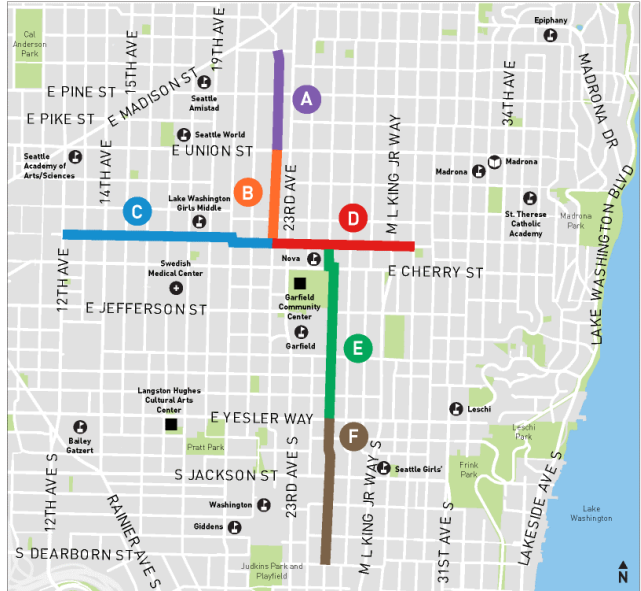 Epiphany
Cal
Anderson
Park
15TH AVE
19TH AVE
34TH AVE
MADRONA DR
E PINE ST
E MADISON ST
Seattle
Amistad
A
E PIKE ST
Seattle World
M L KING JR WAY
E UNION ST
Seattle
Academy of
Arts/Sciences
14TH AVE
Madrona
Madrona
LAKE WASHINGTON BLVD
23RD AVE
B
Lake Washington
Girls Middle
C
D
St. Therese
Catholic
Academy
Madrona
Park
12TH AVE
Swedish
Medical Center
Nova
E CHERRY ST
E JEFFERSON ST
Garfield
Community
Center
Garfield
E
Langston Hughes
Cultural Arts
Center
E YESLER WAY
Leschi
Bailey
Gatzert
F
Leschi
Park
Pratt Park
23RD AVE S
M L KING JR WAY S
S JACKSON ST
Seattle Girls'
Frink
Park
12TH AVE S
RAINIER AVE S
Washington
Giddens
LAKESIDE AVE S
31ST AVE S
Lake
Washington
S DEARBORN ST
Judkins Park and
Playfield
N